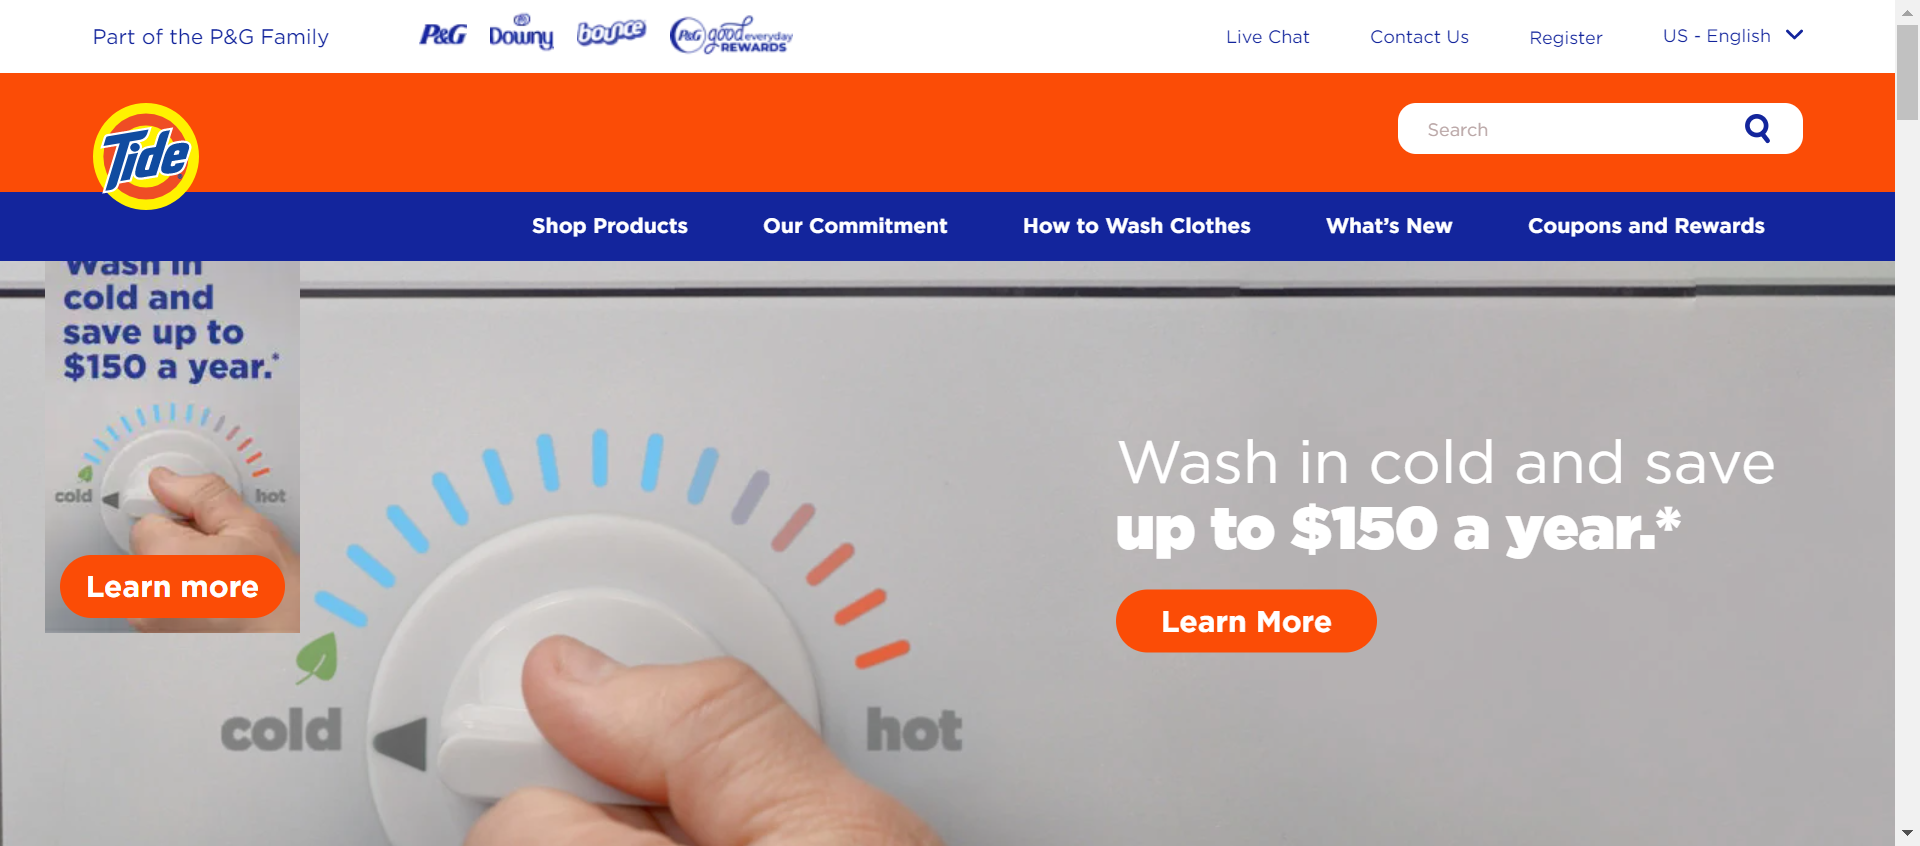 Part of the P&G Family
P&G
Downy
bounce
P&G good everyday REWARDS
Live Chat
Contact Us
Register
US - English
Tide
Search
Shop Products
Our Commitment
How to Wash Clothes
What's New
Coupons and Rewards
Wash in
cold and
save up to
$150 a year.*
cold
hot
Learn more
Wash in cold and save
up to $150 a year.*
Learn More
cold
hot